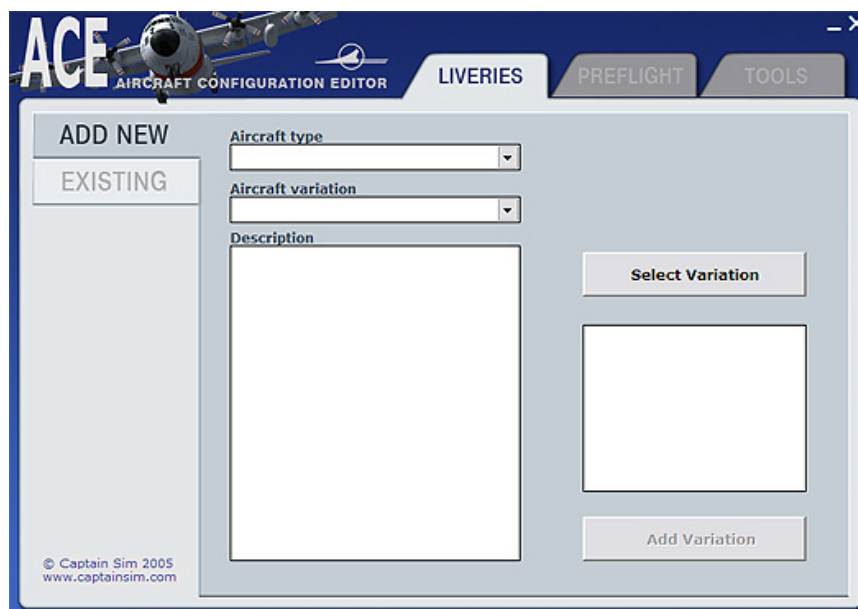 ACE
AIRCRAFT CONFIGURATION EDITOR
LIVERIES
PREFLIGHT
TOOLS
ADD NEW
EXISTING
Aircraft type
Aircraft variation
Description
Select Variation
Add Variation
© Captain Sim 2005
www.captainsim.com